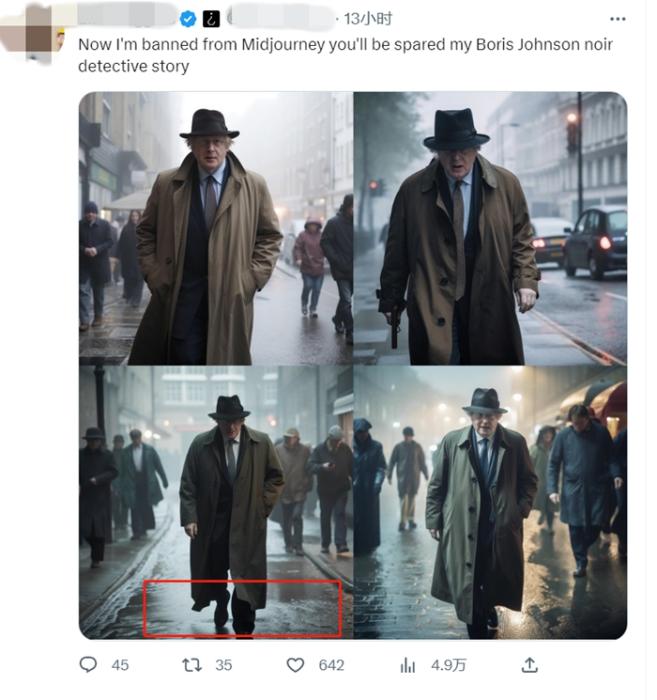 · 13小时
Now I'm banned from Midjourney you'll be spared my Boris Johnson noir
detective story
45
35
642
4.9万